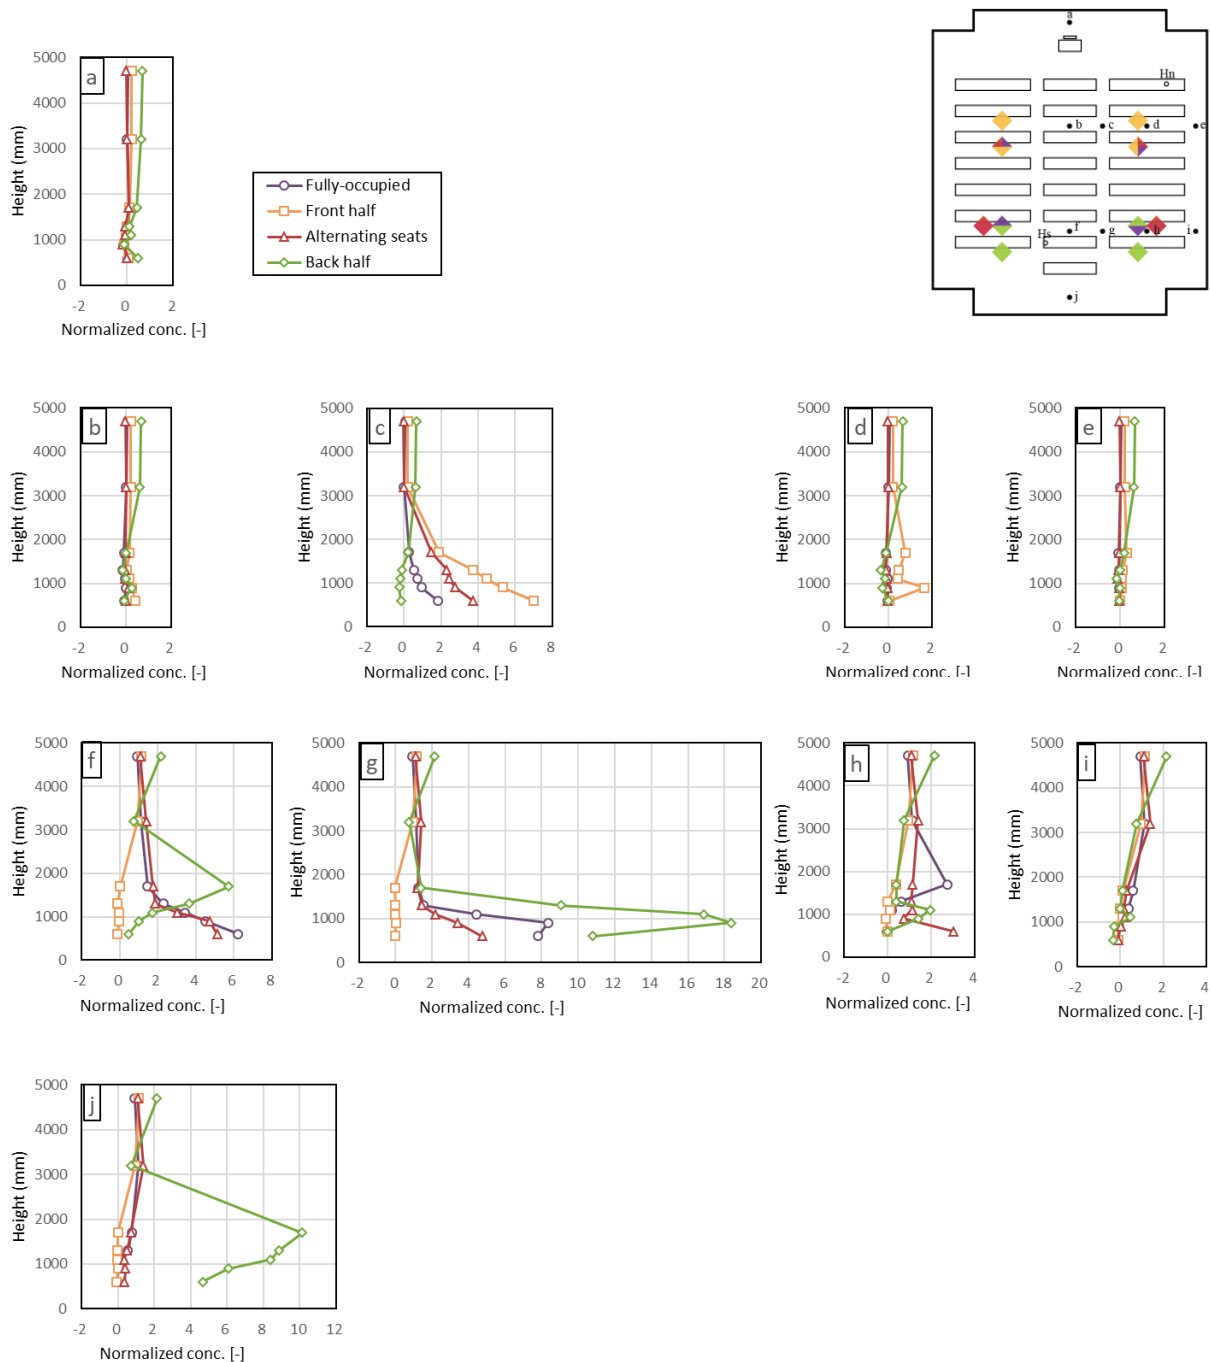 a
Hn
b
c
d
e
Hs
f
g
h
i
j
5000
4000
3000
2000
1000
0
Height (mm)
a
-2
0
2
Normalized conc. [-]
Fully-occupied
Front half
Alternating seats
Back half
5000
4000
3000
2000
1000
0
Height (mm)
b
-2
0
2
Normalized conc. [-]
5000
4000
3000
2000
1000
0
Height (mm)
c
-2
0
2
4
6
8
Normalized conc. [-]
5000
4000
3000
2000
1000
0
Height (mm)
d
-2
0
2
Normalized conc. [-]
5000
4000
3000
2000
1000
0
Height (mm)
e
-2
0
2
Normalized conc. [-]
5000
4000
3000
2000
1000
0
Height (mm)
f
-2
0
2
4
6
8
Normalized conc. [-]
5000
4000
3000
2000
1000
0
Height (mm)
g
-2
0
2
4
6
8
10
12
14
16
18
20
Normalized conc. [-]
5000
4000
3000
2000
1000
0
Height (mm)
h
-2
0
2
4
Normalized conc. [-]
5000
4000
3000
2000
1000
0
Height (mm)
i
-2
0
2
4
Normalized conc. [-]
5000
4000
3000
2000
1000
0
Height (mm)
j
-2
0
2
4
6
8
10
12
Normalized conc. [-]